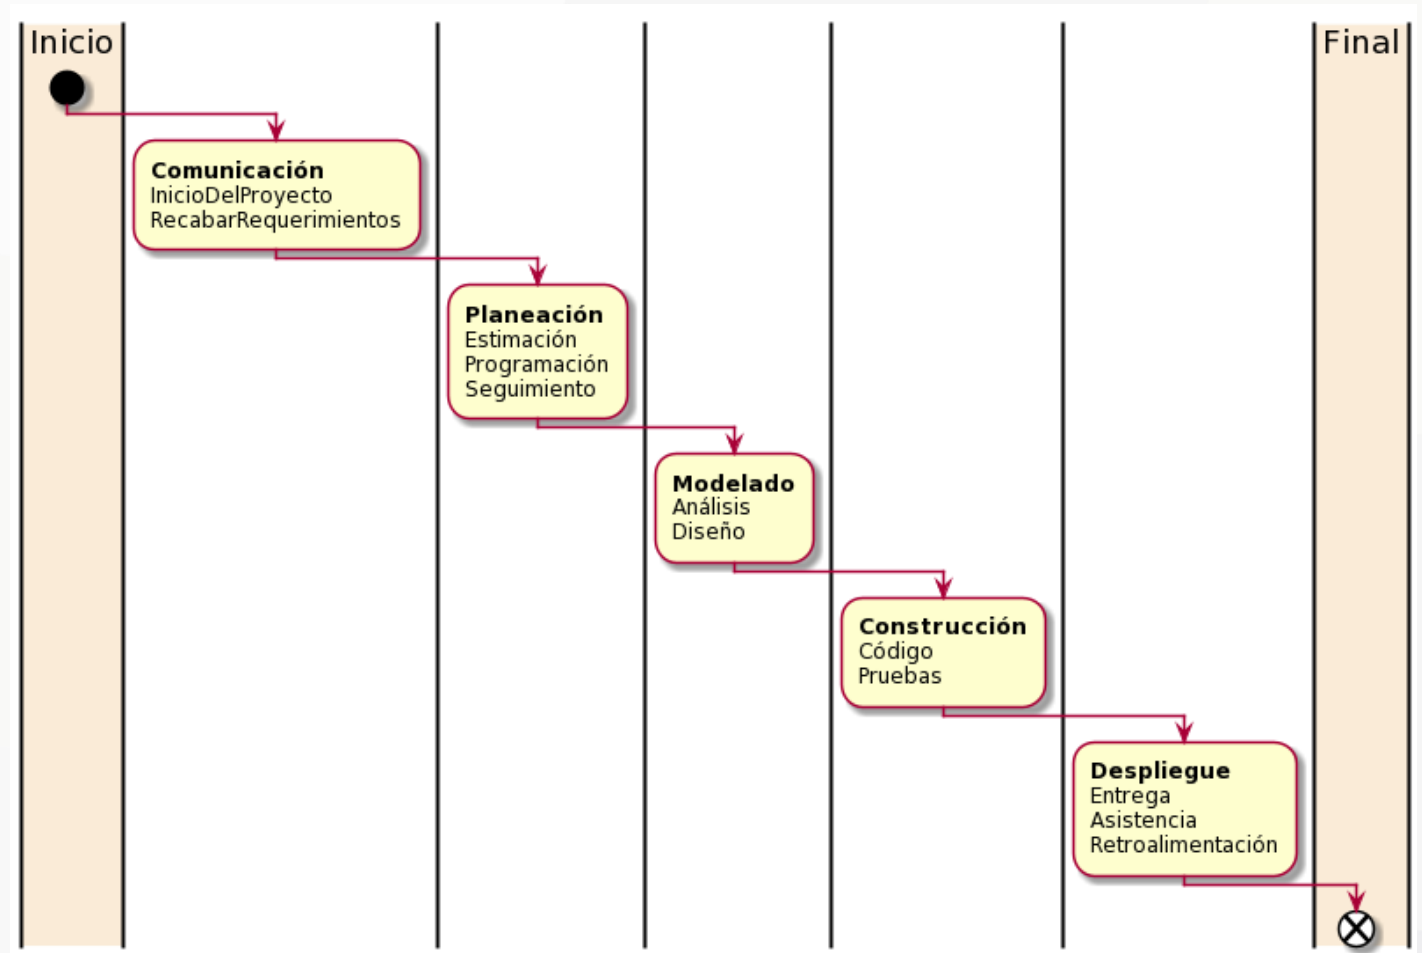 Inicio
Final
Comunicación
InicioDelProyecto
RecabarRequerimientos
Planeación
Estimación
Programación
Seguimiento
Modelado
Análisis
Diseño
Construcción
Código
Pruebas
Despliegue
Entrega
Asistencia
Retroalimentación